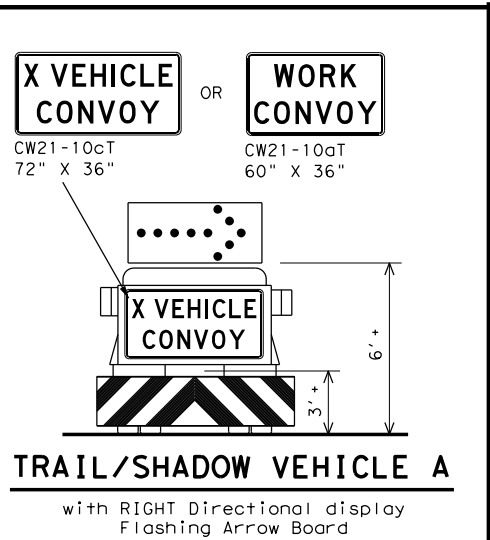 X VEHICLE
CONVOY
OR
WORK
CONVOY
CW21-10cT
72" X 36"
CW21-10aT
60" X 36"
X VEHICLE
CONVOY
6'+
3'+
TRAIL/SHADOW VEHICLE A
with RIGHT Directional display
Flashing Arrow Board